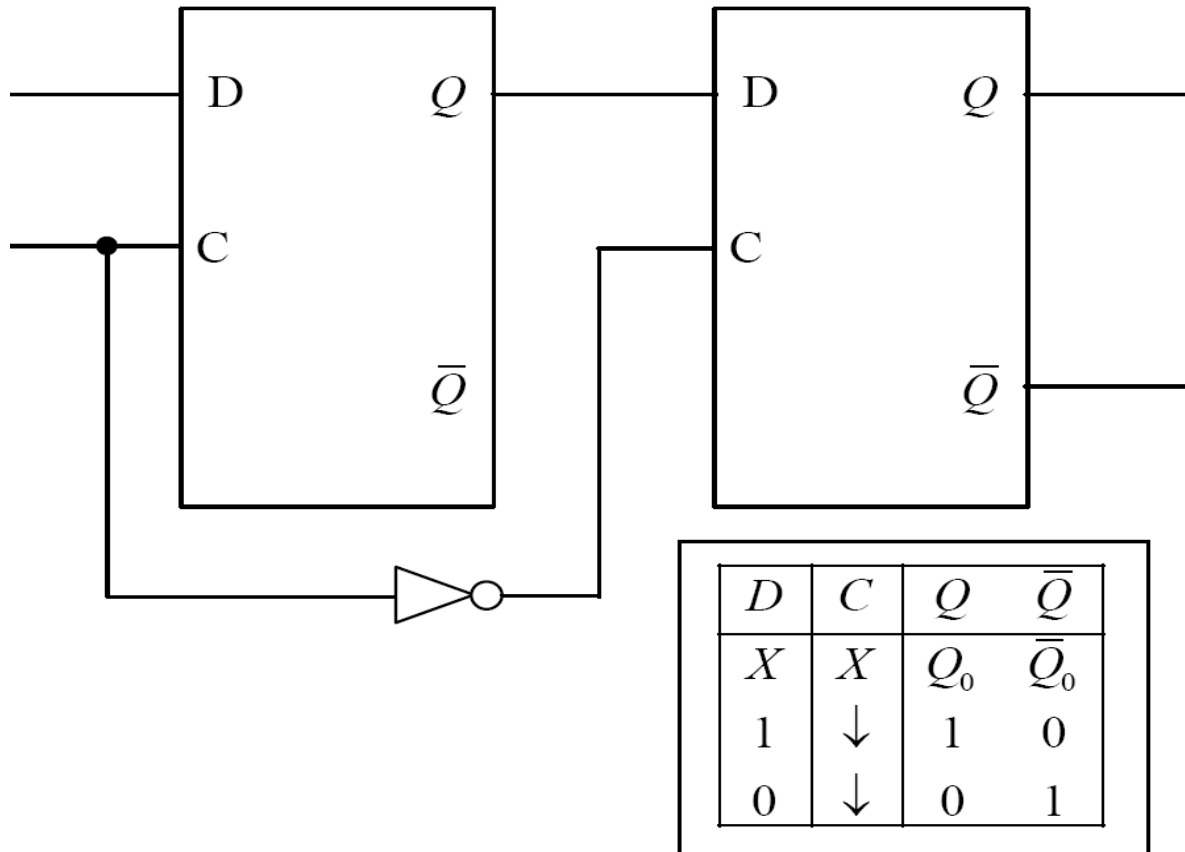 D Q D Q
C C
Q̅ Q̅
D C Q Q̅
X X Q₀ Q̅₀
1 ↓ 1 0
0 ↓ 0 1